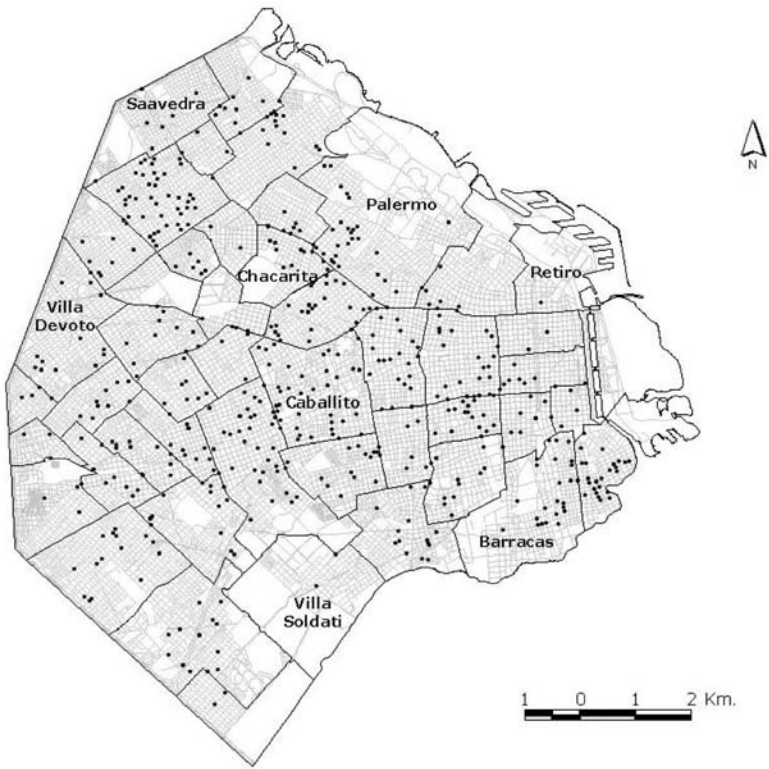 Saavedra
N
Palermo
Chacarita
Retiro
Villa
Devoto
Caballito
Barracas
Villa
Soldati
1 0 1 2 Km.